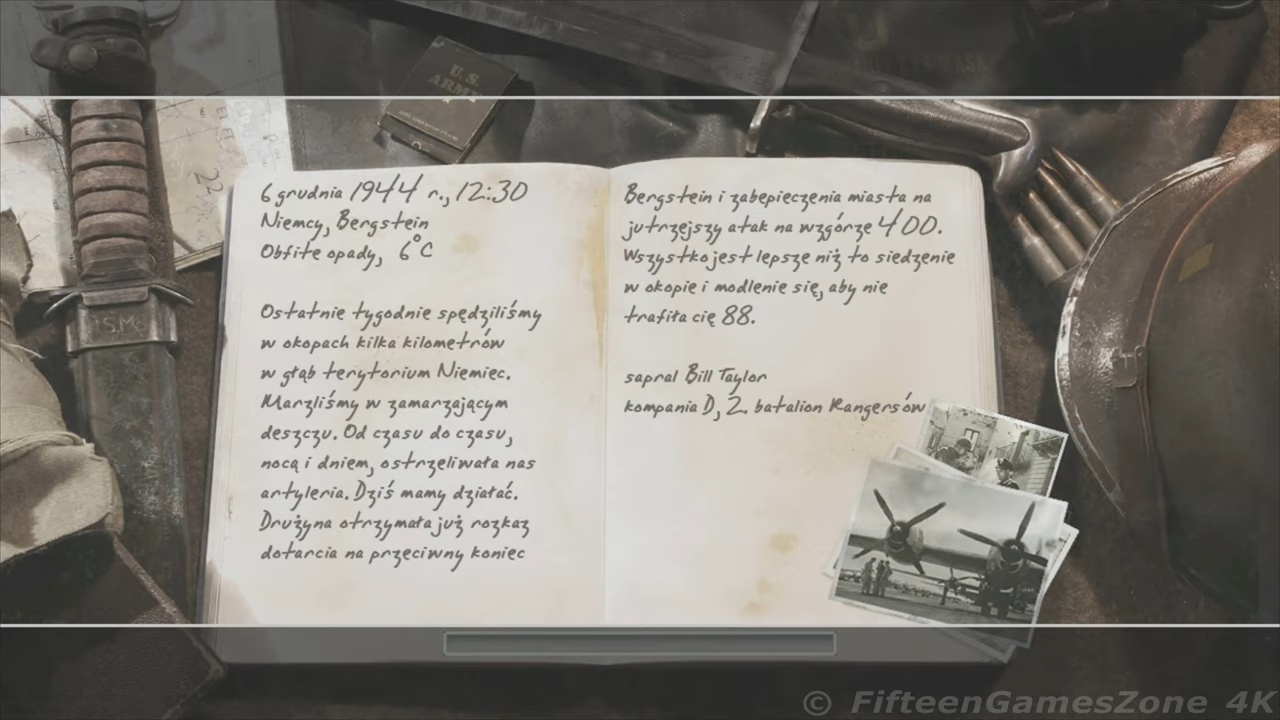 U.S.
ARMY
22
U.S.M.C
6 grudnia 1944 r., 12:30
Niemcy, Bergstein
Obfite opady, 6°C
Ostatnie tygodnie spędziliśmy
w okopach kilka kilometrów
w głąb terytorium Niemiec.
Marzliśmy w zamarzającym
deszczu. Od czasu do czasu,
nocą i dniem, ostrzeliwała nas
artyleria. Dziś mamy działać.
Drużyna otrzymała już rozkaz
dotarcia na przeciwny koniec
Bergstein i zabepieczenia miasta na
jutrzejszy atak na wzgórze 400.
Wszystko jest lepsze niż to siedzenie
w okopie i modlenie się, aby nie
trafiła cię 88.
sapral Bill Taylor
kompania D, 2. batalion Rangersów
© FifteenGamesZone 4K